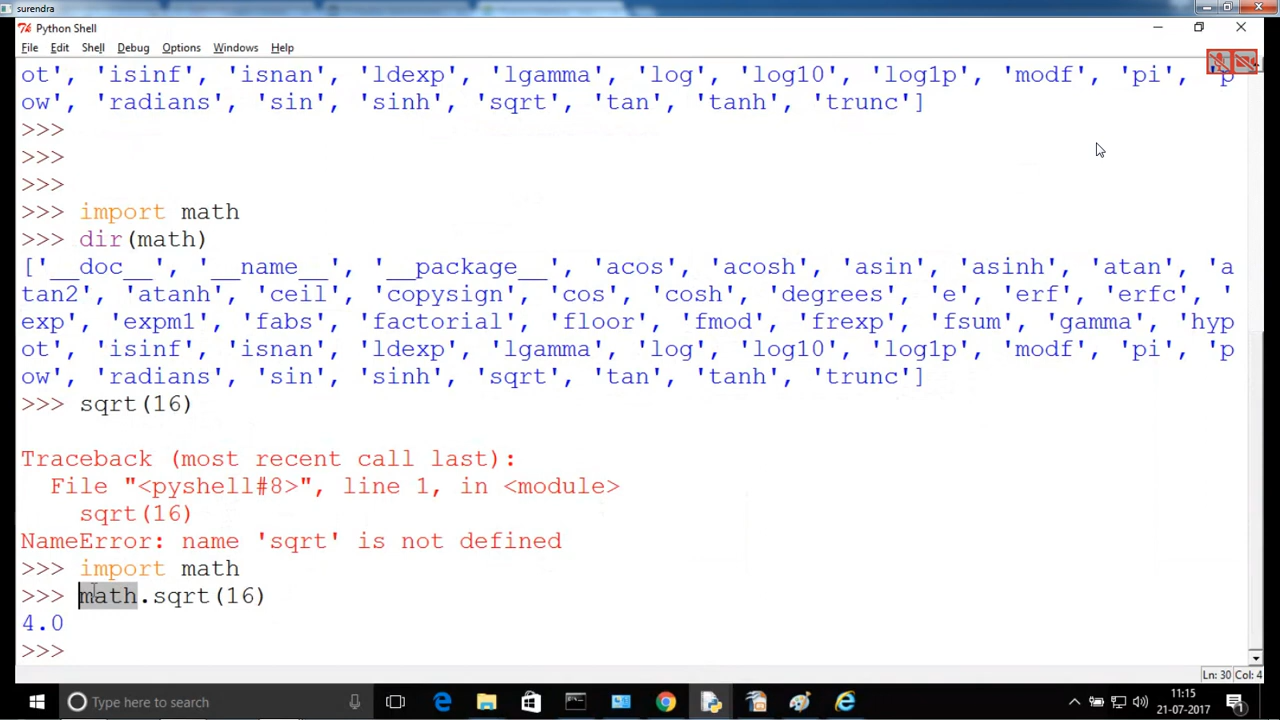 surendra
Python Shell
File Edit Shell Debug Options Windows Help
ot', 'isinf', 'isnan', 'ldexp', 'lgamma', 'log', 'log10', 'log1p', 'modf', 'pi', 'p
ow', 'radians', 'sin', 'sinh', 'sqrt', 'tan', 'tanh', 'trunc']
>>>
>>>
>>>
>>> import math
>>> dir(math)
['__doc__', '__name__', '__package__', 'acos', 'acosh', 'asin', 'asinh', 'atan', 'a
tan2', 'atanh', 'ceil', 'copysign', 'cos', 'cosh', 'degrees', 'e', 'erf', 'erfc', '
exp', 'expm1', 'fabs', 'factorial', 'floor', 'fmod', 'frexp', 'fsum', 'gamma', 'hyp
ot', 'isinf', 'isnan', 'ldexp', 'lgamma', 'log', 'log10', 'log1p', 'modf', 'pi', 'p
ow', 'radians', 'sin', 'sinh', 'sqrt', 'tan', 'tanh', 'trunc']
>>> sqrt(16)
Traceback (most recent call last):
File "<pyshell#8>", line 1, in <module>
sqrt(16)
NameError: name 'sqrt' is not defined
>>> import math
>>> math.sqrt(16)
4.0
>>>
Ln: 30 Col: 4
Type here to search
11:15
21-07-2017
1